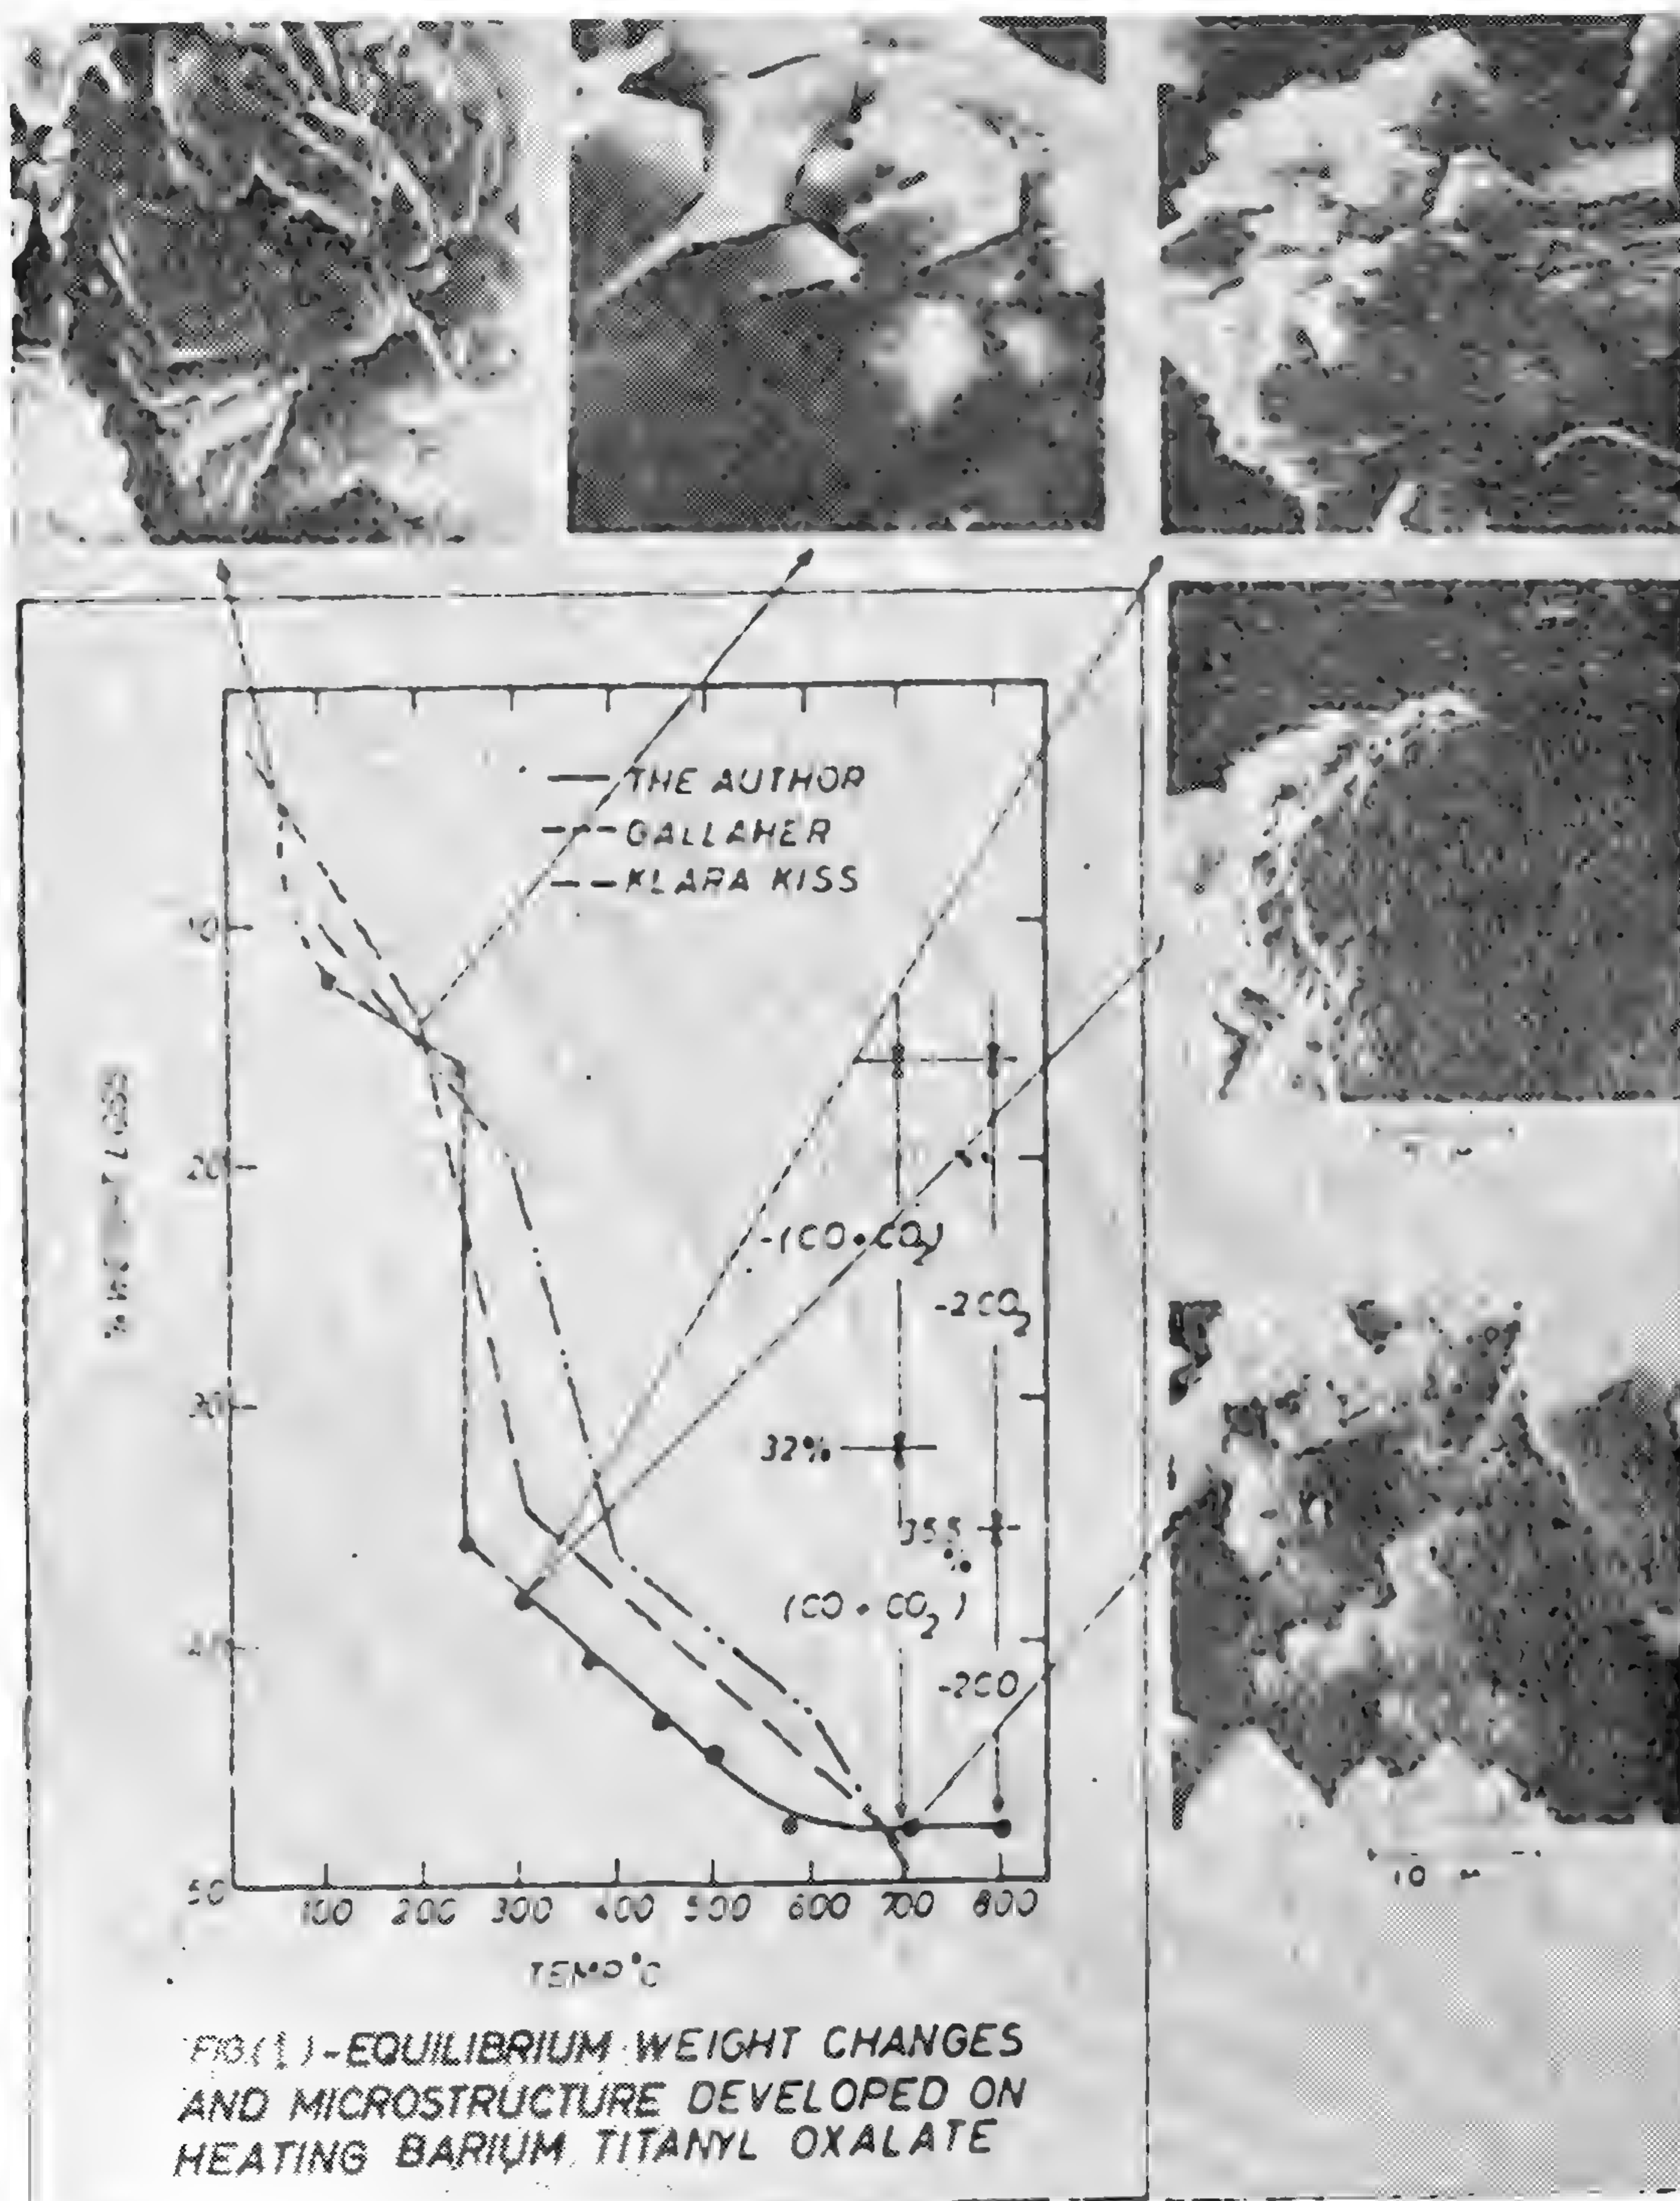 THE AUTHOR
GALLAHER
KLARA KISS
10
20
-(CO•CO2)
-2CO2
30
32%
35.5
%
(CO • CO2)
40
-2CO
50
100 200 300 400 500 600 700 800
TEMP°C
10
FIG.( )-EQUILIBRIUM WEIGHT CHANGES
AND MICROSTRUCTURE DEVELOPED ON
HEATING BARIUM TITANYL OXALATE